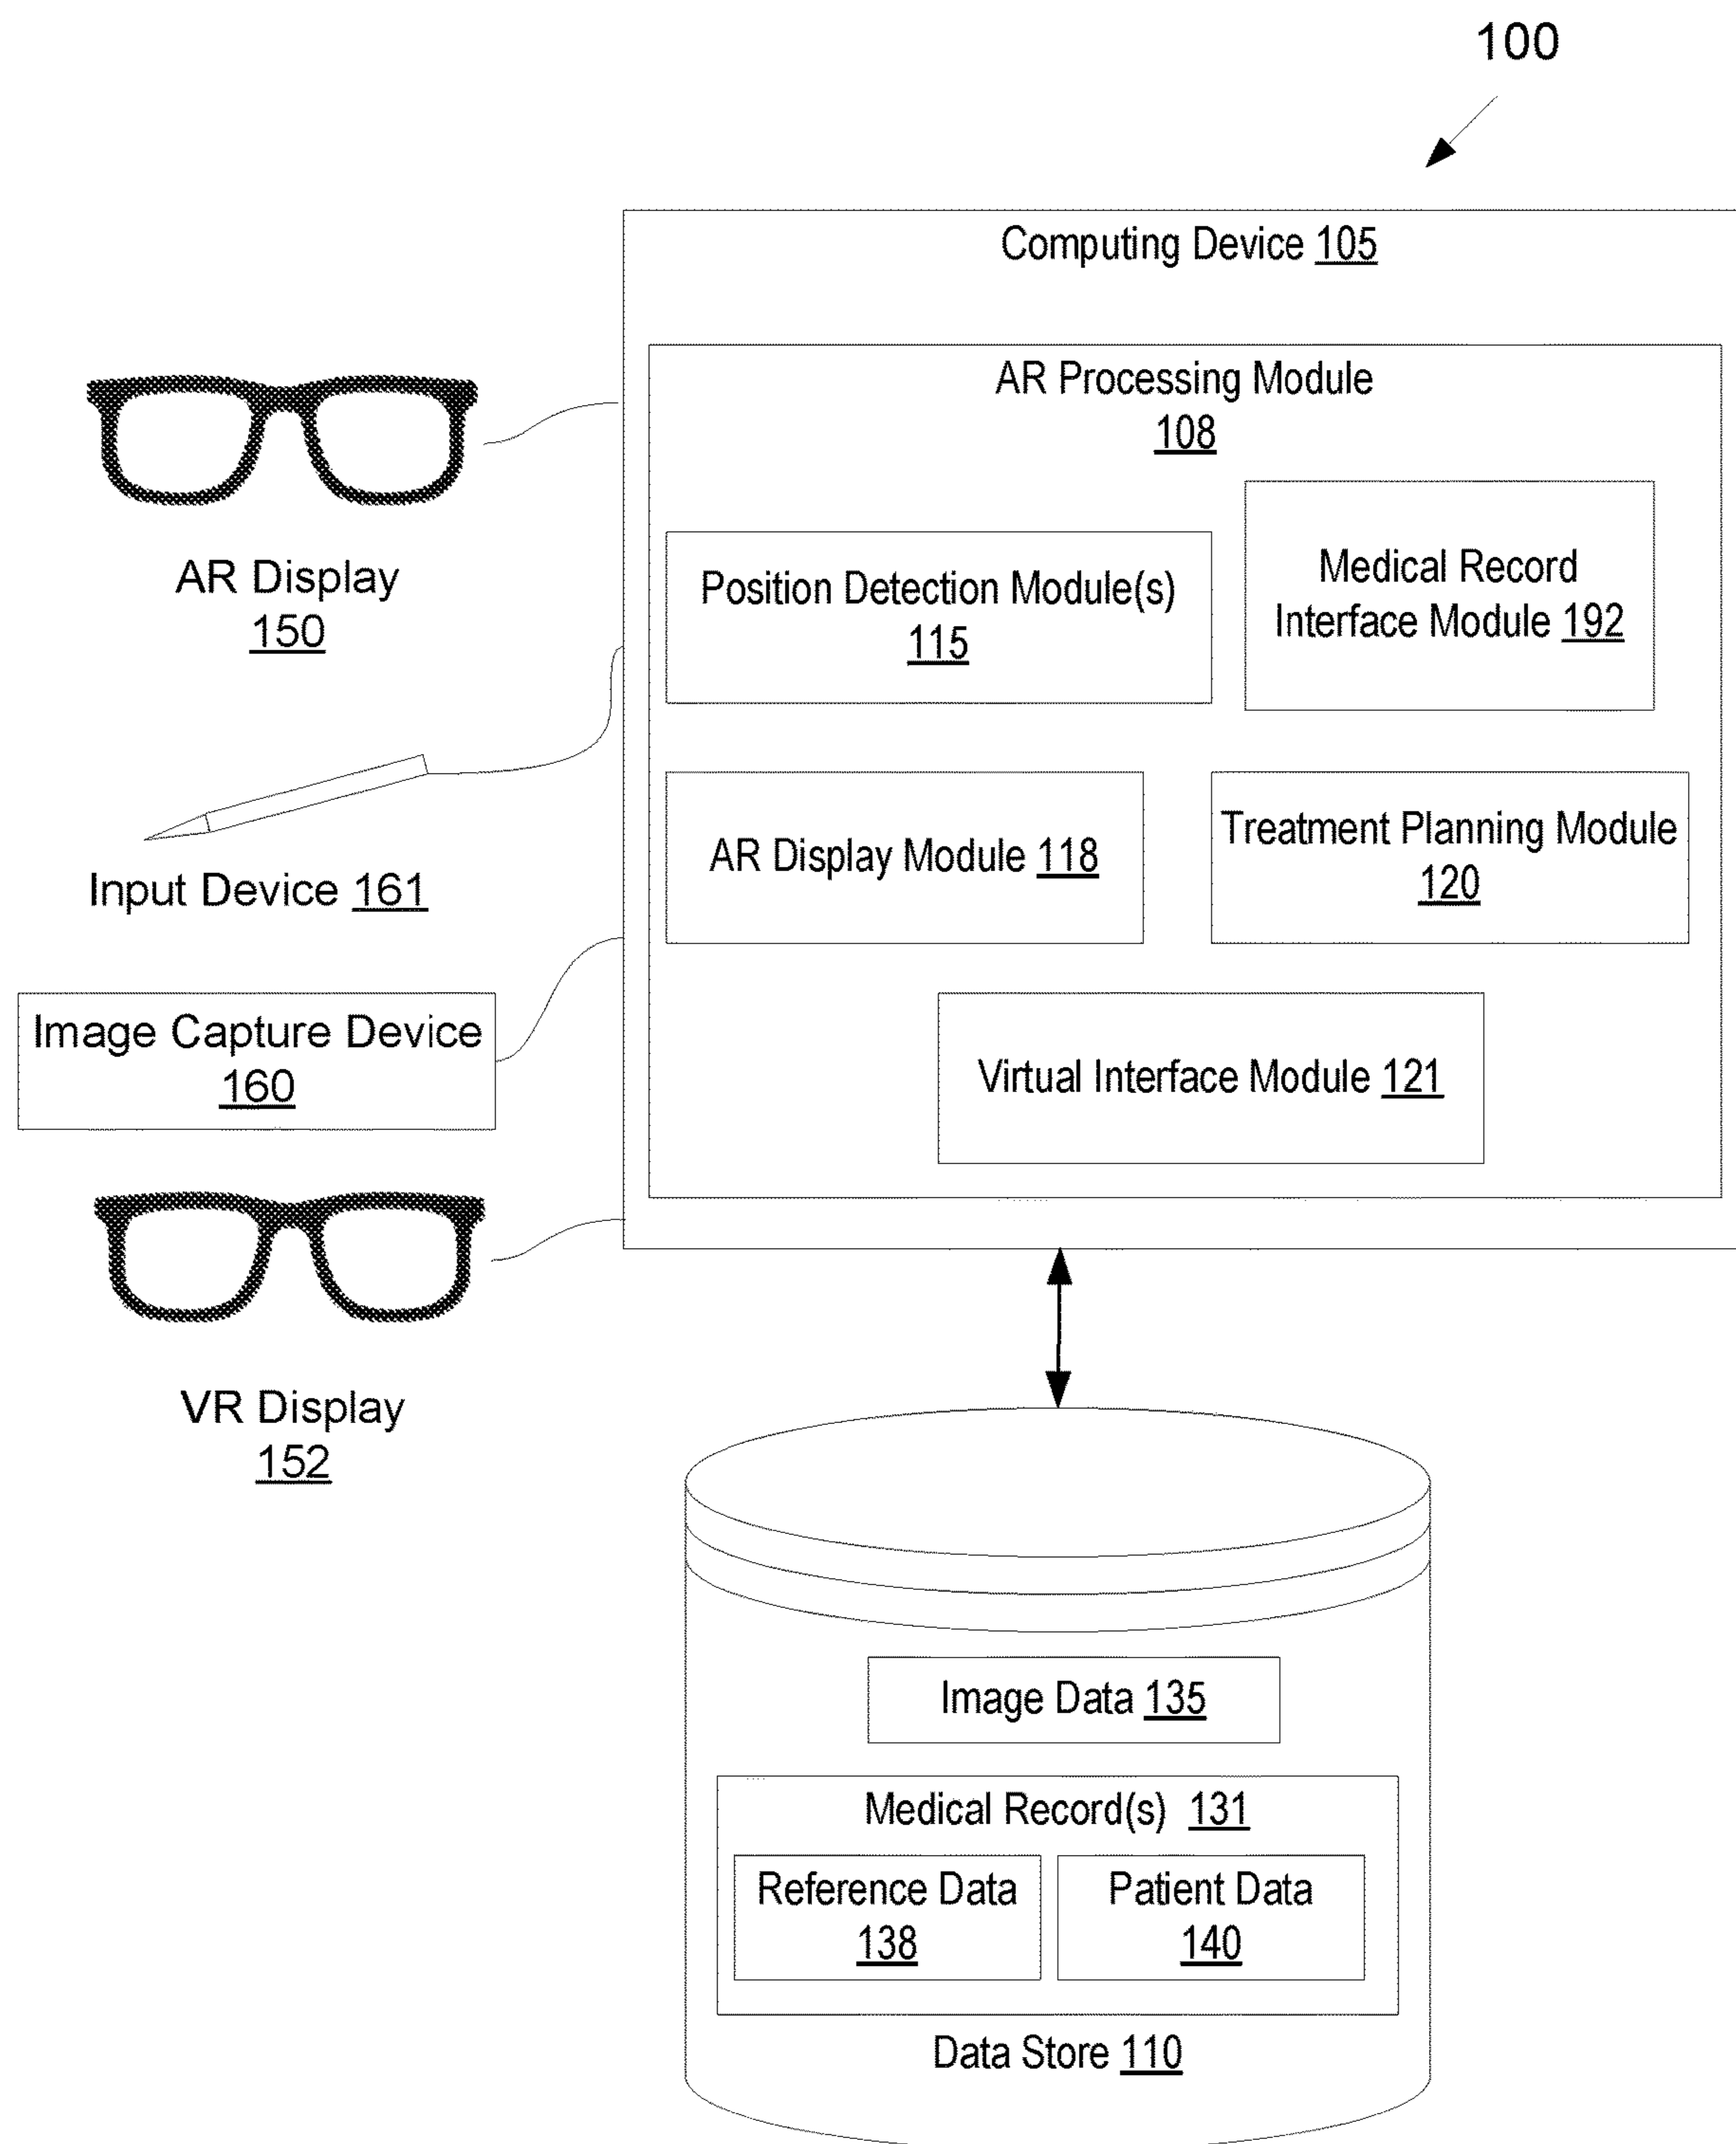 100
Computing Device 105
AR Processing Module
108
AR Display
150
Position Detection Module(s)
115
Medical Record
Interface Module 192
Input Device 161
AR Display Module 118
Treatment Planning Module
120
Image Capture Device
160
Virtual Interface Module 121
VR Display
152
Image Data 135
Medical Record(s) 131
Reference Data
138
Patient Data
140
Data Store 110